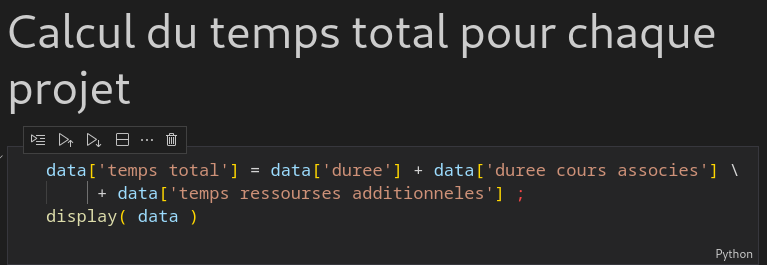 Calcul du temps total pour chaque
projet
data['temps total'] = data['duree'] + data['duree cours associes'] \
+ data['temps ressourses additionneles'] ;
display( data )
Python